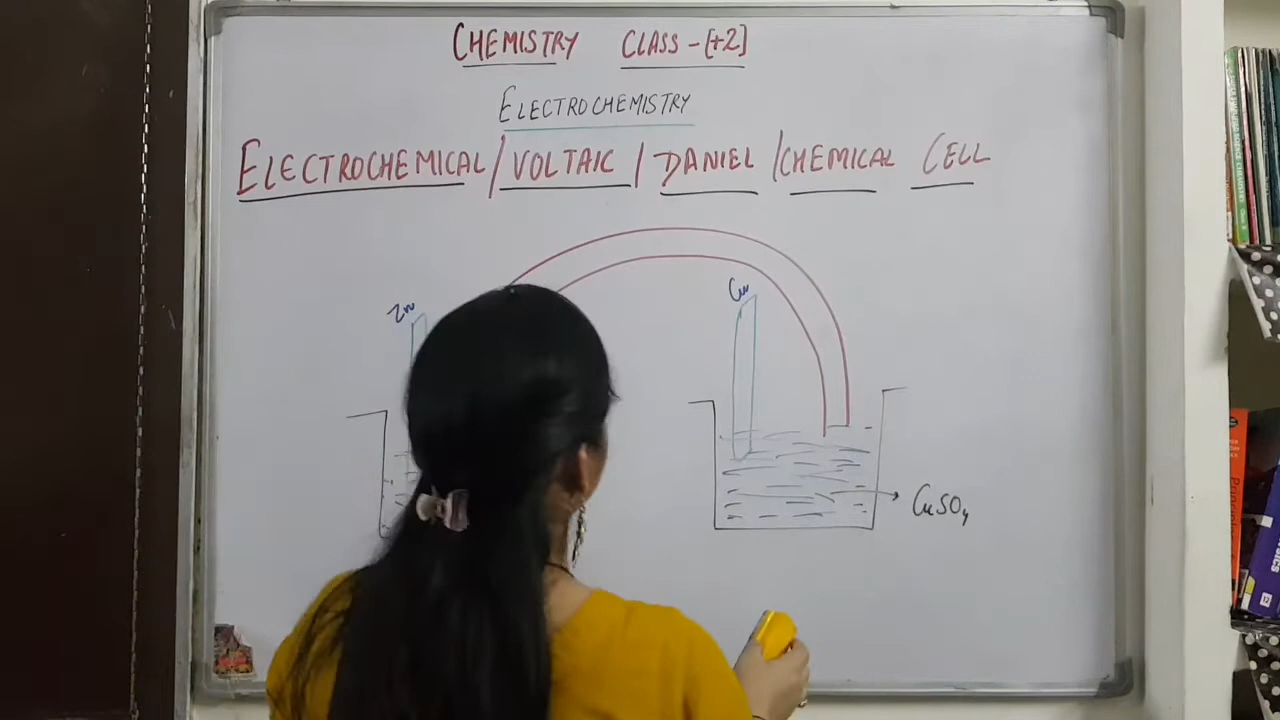 CHEMISTRY CLASS-[+2]
ELECTROCHEMISTRY
ELECTROCHEMICAL/VOLTAIC/DANIEL/CHEMICAL CELL
Zn
Cu
CuSO4